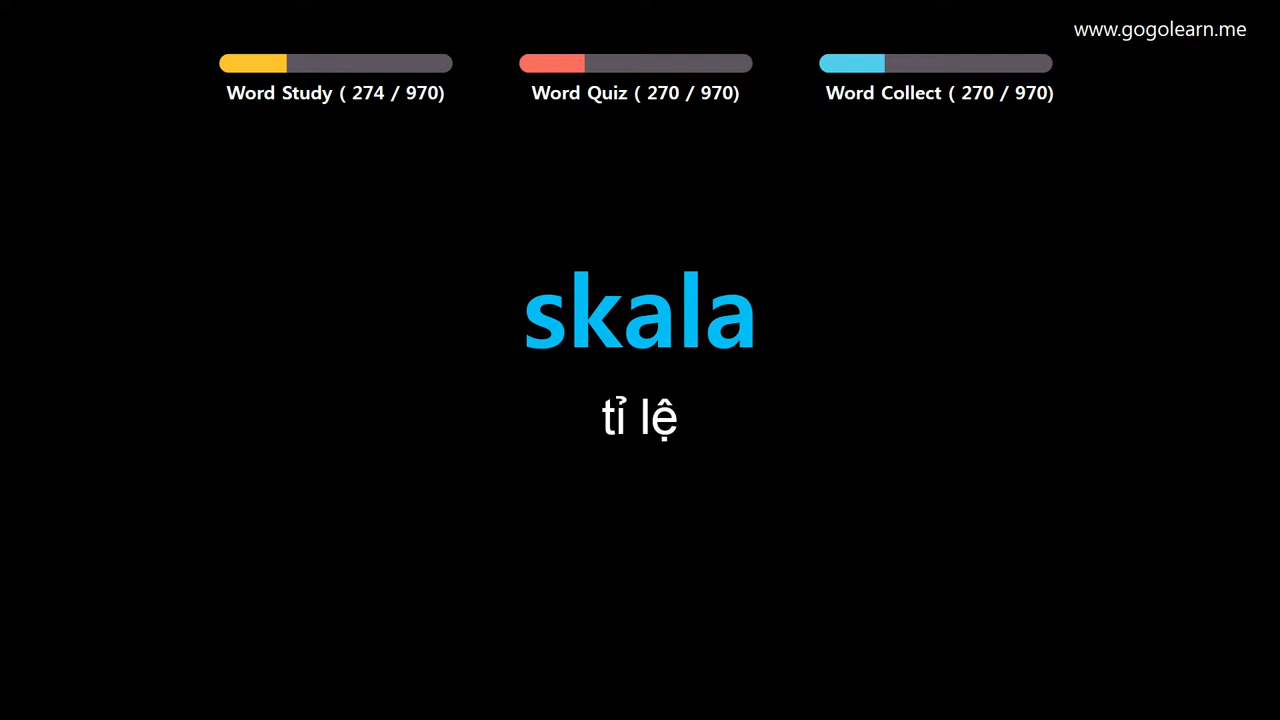 www.gogolearn.me
Word Study ( 274 / 970)
Word Quiz ( 270 / 970)
Word Collect ( 270 / 970)
skala
tỉ lệ